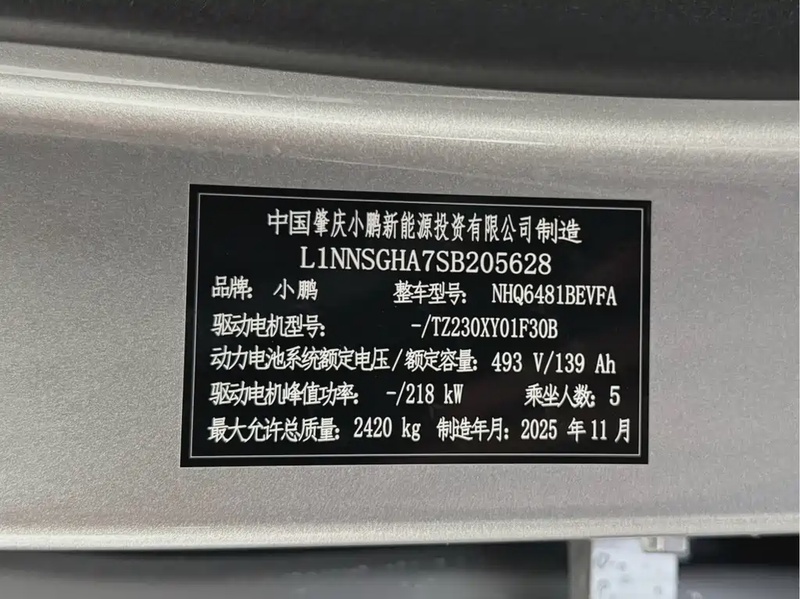 中国肇庆小鹏新能源投资有限公司制造
L1NNSGHA7SB205628
品牌: 小鹏 整车型号: NHQ6481BEVFA
驱动电机型号: -/TZ230XY01F30B
动力电池系统额定电压/额定容量: 493 V/139 Ah
驱动电机峰值功率: -/218 kW 乘坐人数: 5
最大允许总质量: 2420 kg 制造年月: 2025 年 11 月